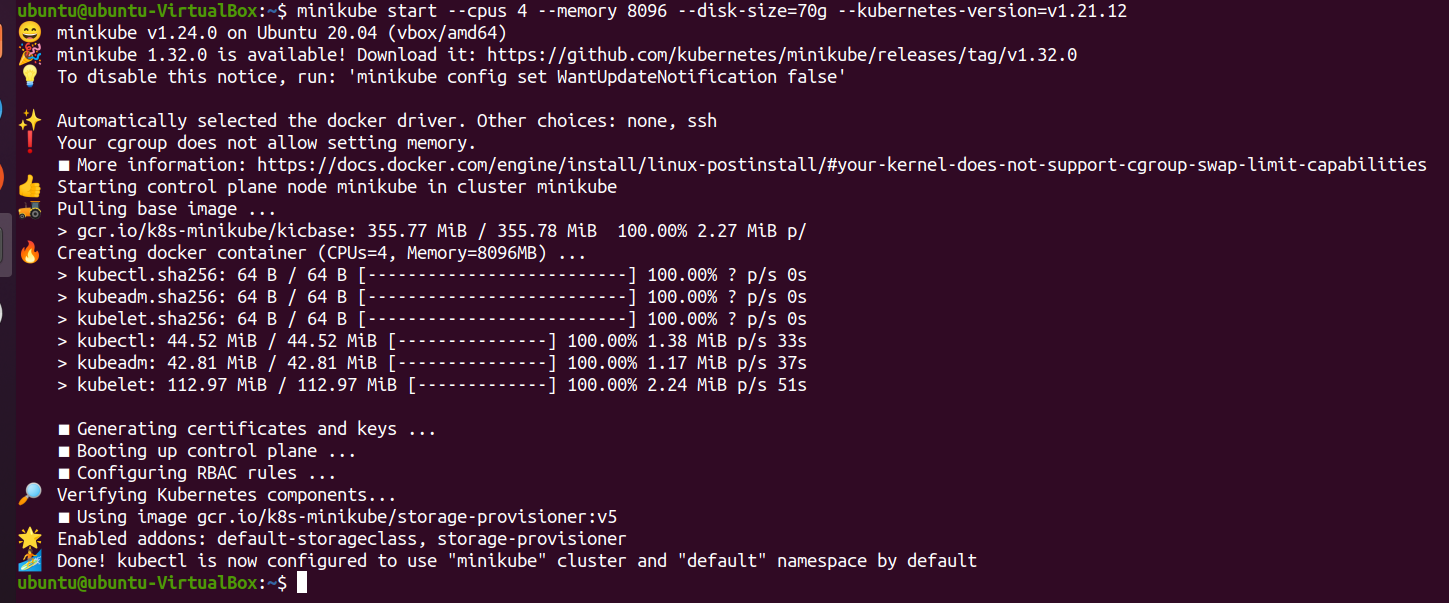 ubuntu@ubuntu-VirtualBox:~$ minikube start --cpus 4 --memory 8096 --disk-size=70g --kubernetes-version=v1.21.12
😄 minikube v1.24.0 on Ubuntu 20.04 (vbox/amd64)
🎉 minikube 1.32.0 is available! Download it: https://github.com/kubernetes/minikube/releases/tag/v1.32.0
💡 To disable this notice, run: 'minikube config set WantUpdateNotification false'
✨ Automatically selected the docker driver. Other choices: none, ssh
❗ Your cgroup does not allow setting memory.
■ More information: https://docs.docker.com/engine/install/linux-postinstall/#your-kernel-does-not-support-cgroup-swap-limit-capabilities
👍 Starting control plane node minikube in cluster minikube
🚜 Pulling base image ...
> gcr.io/k8s-minikube/kicbase: 355.77 MiB / 355.78 MiB 100.00% 2.27 MiB p/
🔥 Creating docker container (CPUs=4, Memory=8096MB) ...
> kubectl.sha256: 64 B / 64 B [--------------------------] 100.00% ? p/s 0s
> kubeadm.sha256: 64 B / 64 B [--------------------------] 100.00% ? p/s 0s
> kubelet.sha256: 64 B / 64 B [--------------------------] 100.00% ? p/s 0s
> kubectl: 44.52 MiB / 44.52 MiB [---------------] 100.00% 1.38 MiB p/s 33s
> kubeadm: 42.81 MiB / 42.81 MiB [---------------] 100.00% 1.17 MiB p/s 37s
> kubelet: 112.97 MiB / 112.97 MiB [-------------] 100.00% 2.24 MiB p/s 51s
■ Generating certificates and keys ...
■ Booting up control plane ...
■ Configuring RBAC rules ...
🔎 Verifying Kubernetes components...
■ Using image gcr.io/k8s-minikube/storage-provisioner:v5
🌟 Enabled addons: default-storageclass, storage-provisioner
🏄 Done! kubectl is now configured to use "minikube" cluster and "default" namespace by default
ubuntu@ubuntu-VirtualBox:~$